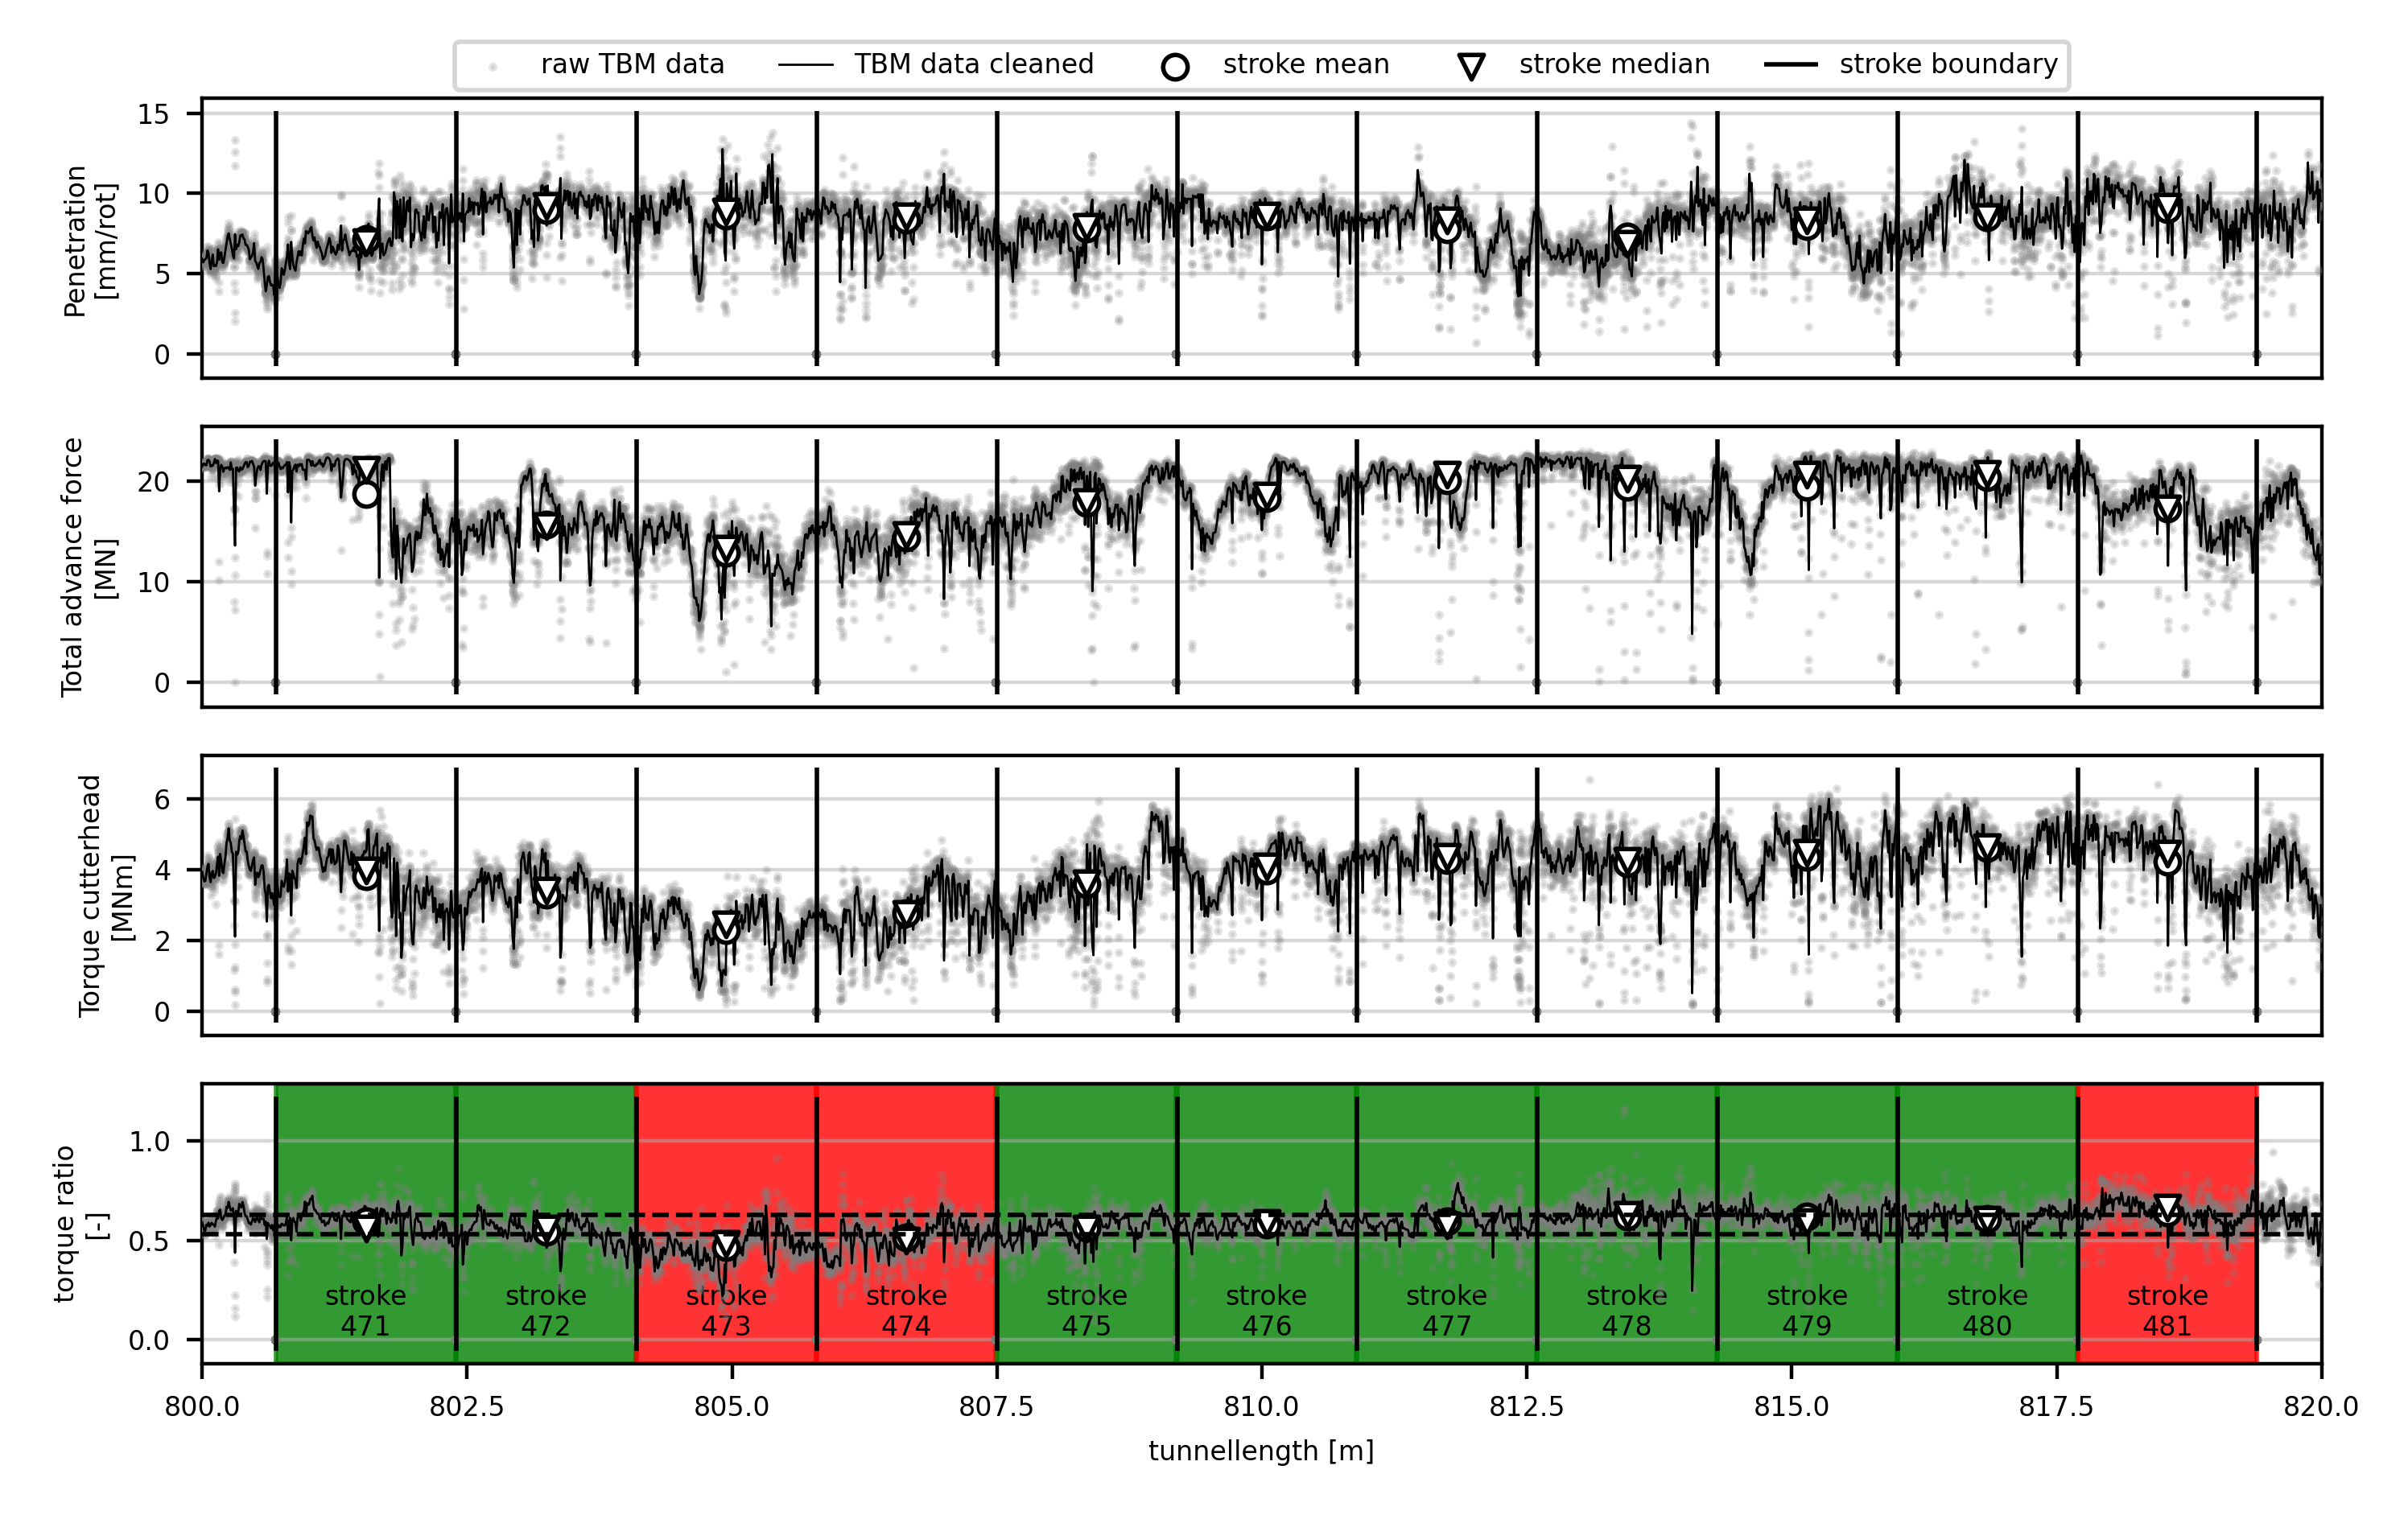 raw TBM data TBM data cleaned stroke mean stroke median stroke boundary
Penetration
[mm/rot]
15
10
5
0
Total advance force
[MN]
20
10
0
Torque cutterhead
[MNm]
6
4
2
0
torque ratio
[-]
1.0
0.5
0.0
stroke
471
stroke
472
stroke
473
stroke
474
stroke
475
stroke
476
stroke
477
stroke
478
stroke
479
stroke
480
stroke
481
800.0 802.5 805.0 807.5 810.0 812.5 815.0 817.5 820.0
tunnellength [m]